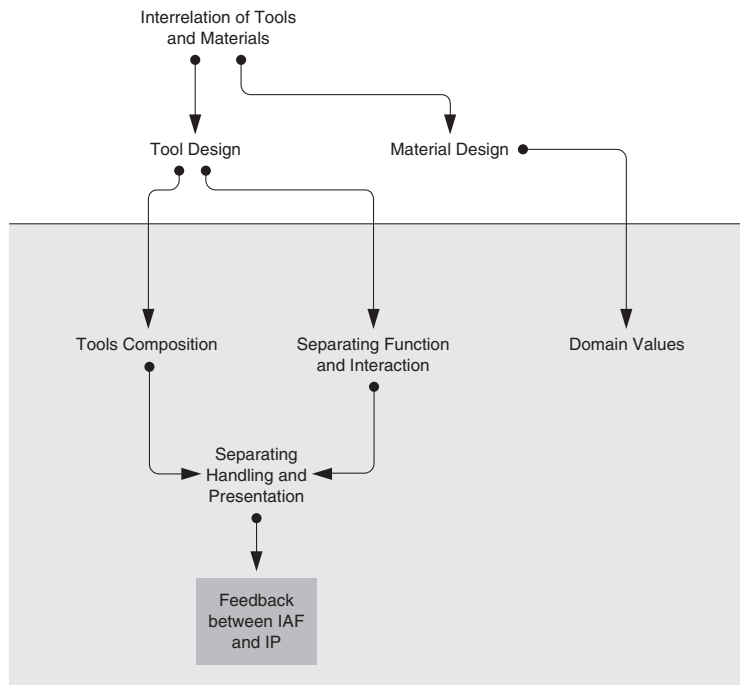 Interrelation of Tools
and Materials
Tool Design
Material Design
Tools Composition
Separating Function
and Interaction
Domain Values
Separating
Handling and
Presentation
Feedback
between IAF
and IP